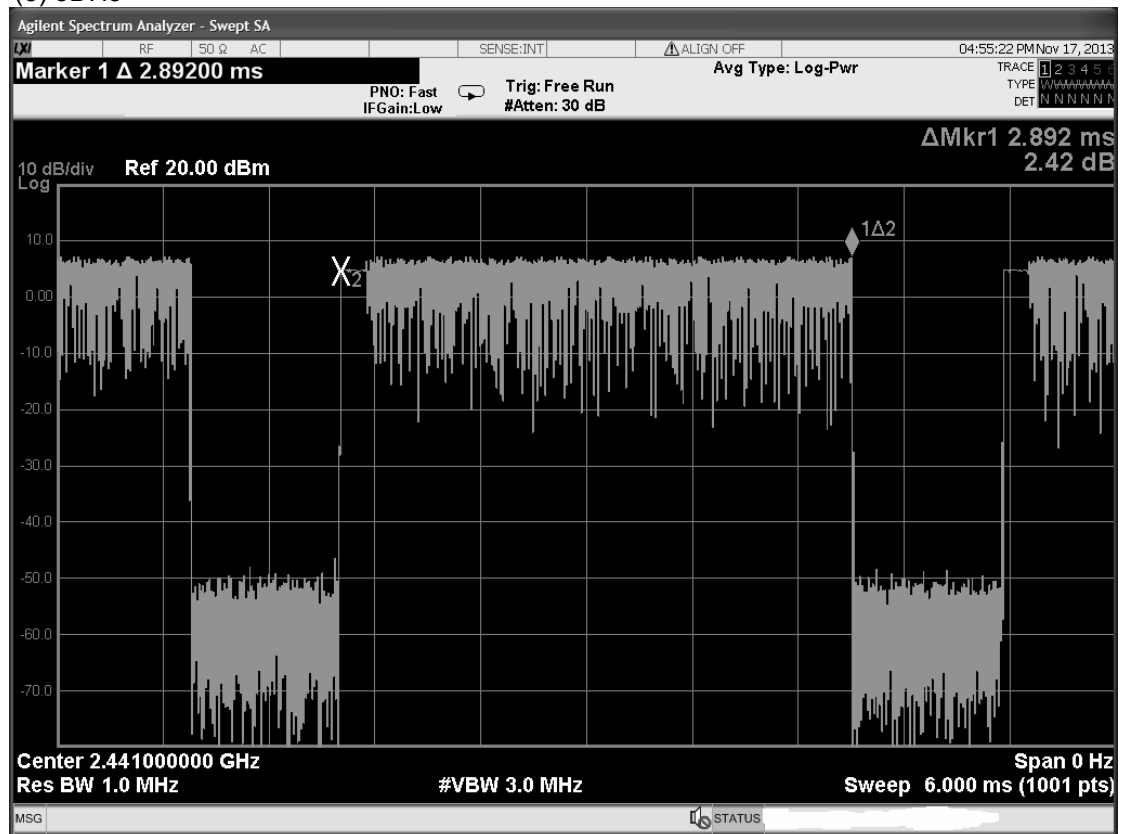 Agilent Spectrum Analyzer - Swept SA
LXI RF 50 Ω AC SENSE:INT ⚠ALIGN OFF 04:55:22 PM Nov 17, 2013
Marker 1 Δ 2.89200 ms
PNO: Fast
IFGain:Low
Trig: Free Run
#Atten: 30 dB
Avg Type: Log-Pwr
TRACE 1 2 3 4 5 6
TYPE
DET N N N N N N
ΔMkr1 2.892 ms
2.42 dB
10 dB/div Ref 20.00 dBm
Log
10.0
1Δ2
X2
0.00
-10.0
-20.0
-30.0
-40.0
-50.0
-60.0
-70.0
Center 2.441000000 GHz Span 0 Hz
Res BW 1.0 MHz #VBW 3.0 MHz Sweep 6.000 ms (1001 pts)
MSG STATUS